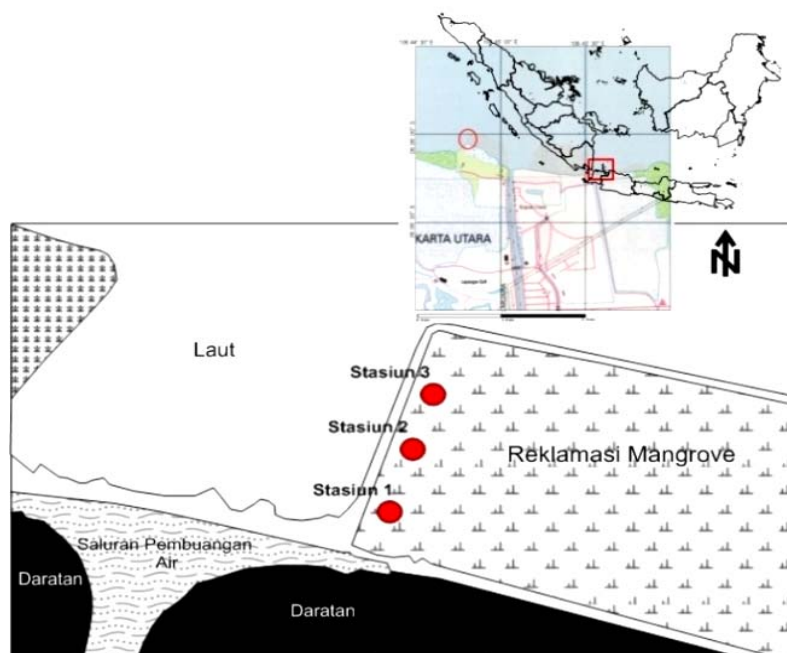 KARTA UTARA
N
Laut
Stasiun 3
Stasiun 2
Reklamasi Mangrove
Stasiun 1
Saluran Pembuangan
Air
Daratan
Daratan